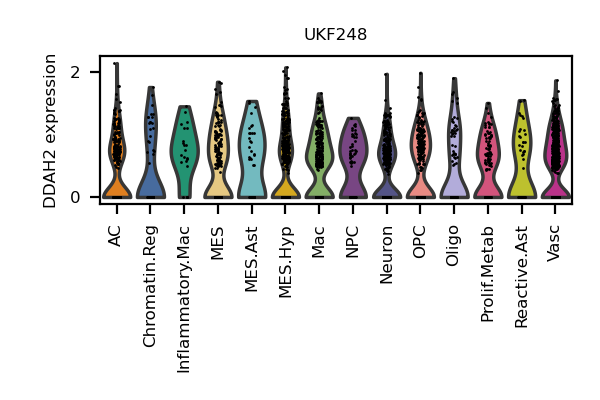 UKF248
DDAH2 expression
2
0
AC
Chromatin.Reg
Inflammatory.Mac
MES
MES.Ast
MES.Hyp
Mac
NPC
Neuron
OPC
Oligo
Prolif.Metab
Reactive.Ast
Vasc